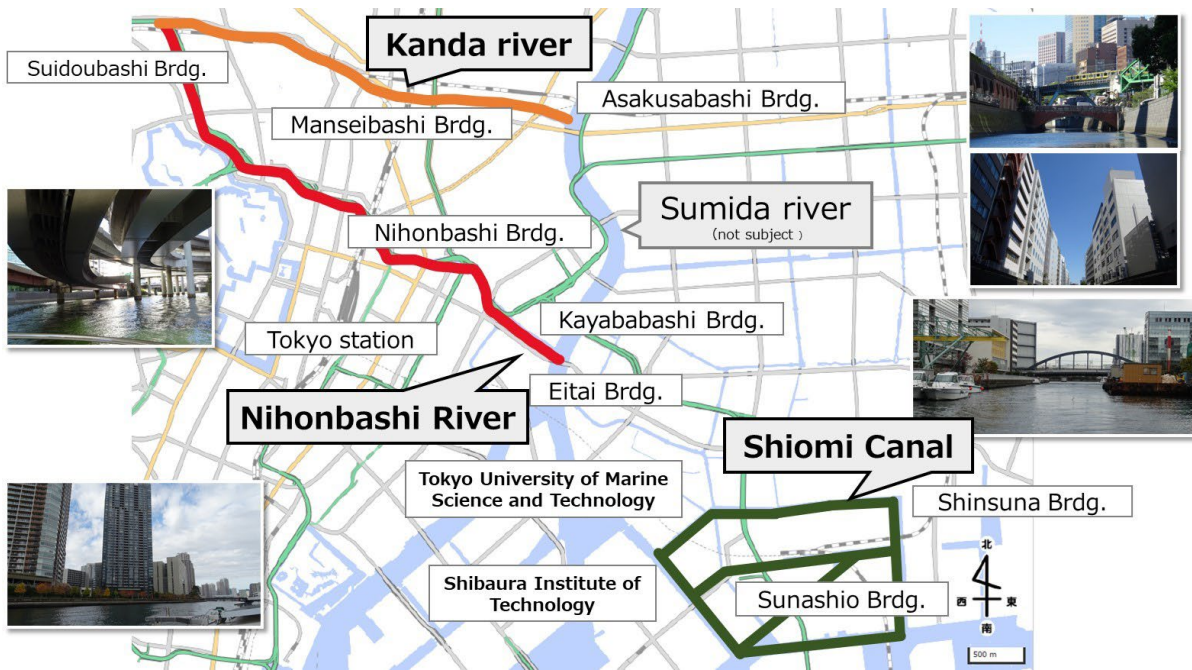 Kanda river
Suidoubashi Brdg.
Asakusabashi Brdg.
Manseibashi Brdg.
Sumida river
(not subject )
Nihonbashi Brdg.
Kayababashi Brdg.
Tokyo station
Eitai Brdg.
Nihonbashi River
Shiomi Canal
Tokyo University of Marine
Science and Technology
Shinsuna Brdg.
Shibaura Institute of
Technology
Sunashio Brdg.
北
西
東
南
500 m